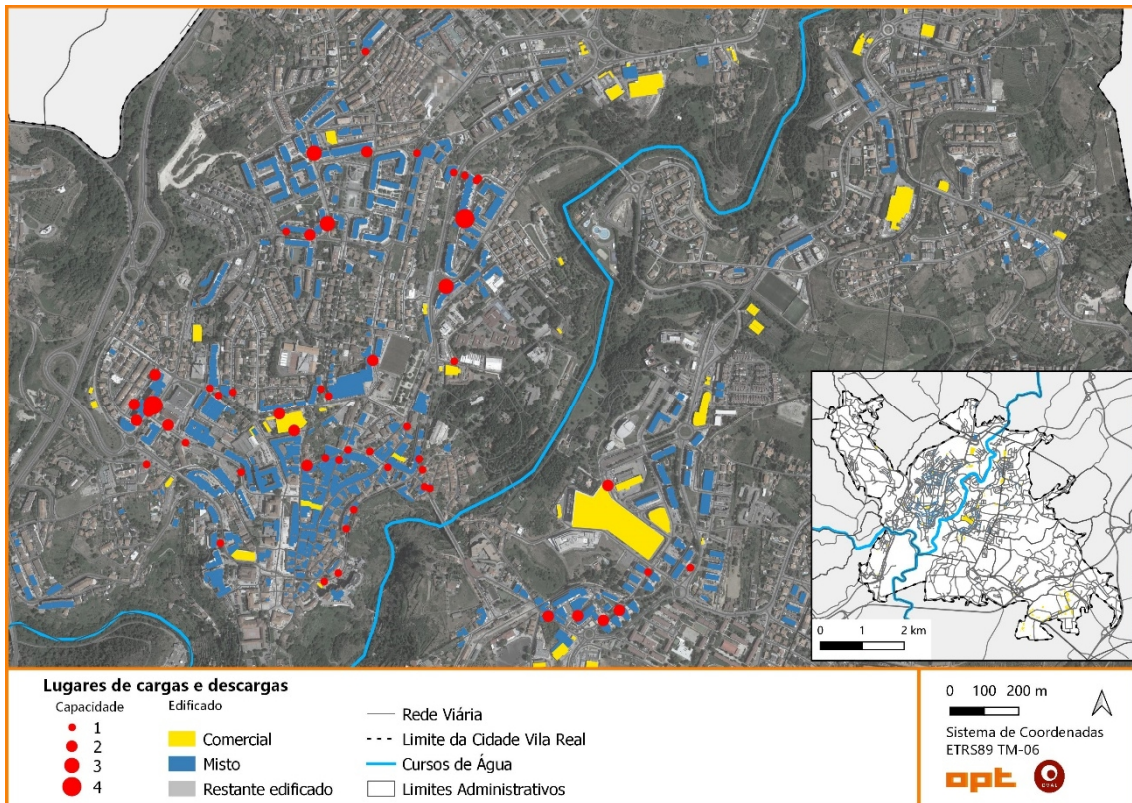 0 1 2 km
Lugares de cargas e descargas
Capacidade
1
2
3
4
Edificado
Comercial
Misto
Restante edificado
Rede Viária
Limite da Cidade Vila Real
Cursos de Água
Limites Administrativos
0 100 200 m
Sistema de Coordenadas
ETRS89 TM-06
opt